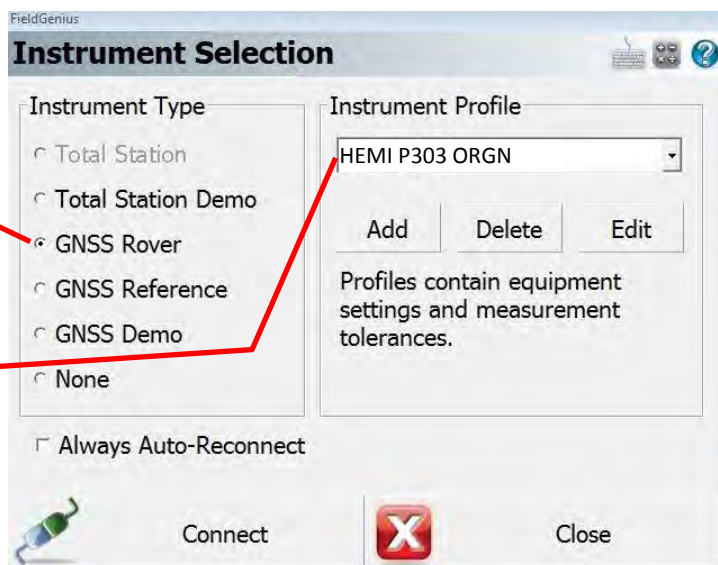 FieldGenius
Instrument Selection
Instrument Type
Total Station
Total Station Demo
GNSS Rover
GNSS Reference
GNSS Demo
None
Instrument Profile
HEMI P303 ORGN
Add Delete Edit
Profiles contain equipment
settings and measurement
tolerances.
Always Auto-Reconnect
Connect Close